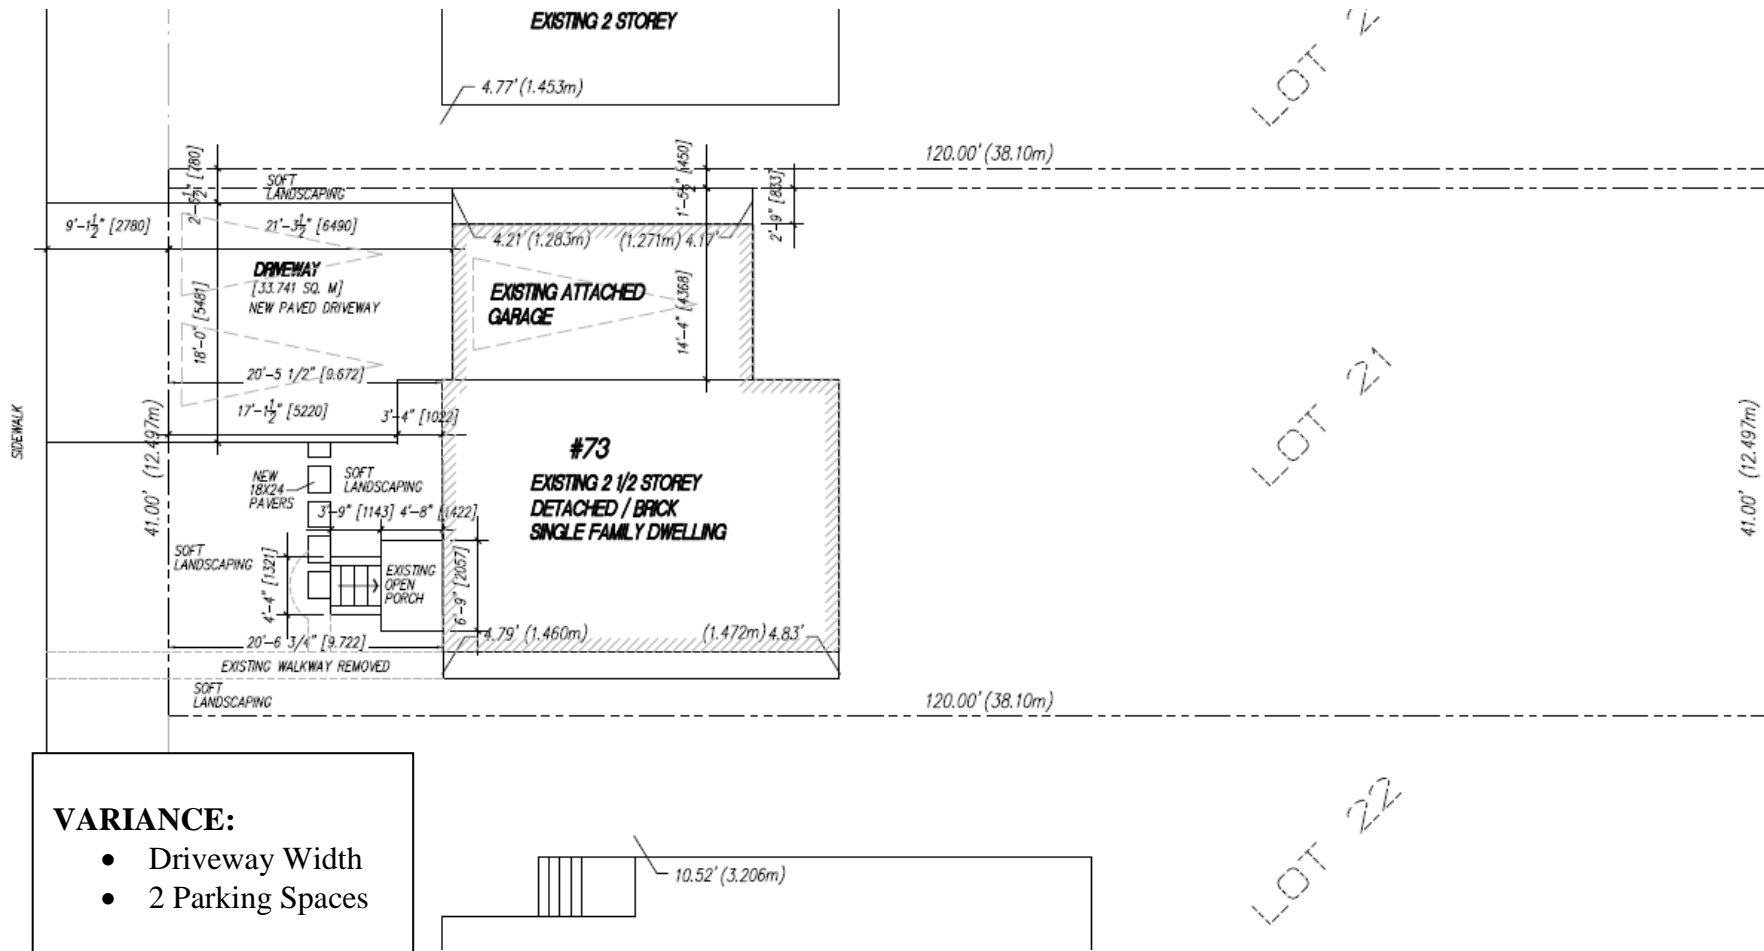 EXISTING 2 STOREY
4.77' (1.453m)
LOT 2
120.00' (38.10m)
2'-6½" [780]
SOFT
LANDSCAPING
1'-5½" [450]
2'-9" [833]
9'-1½" [2780]
21'-3½" [6490]
4.21' (1.283m)
(1.271m) 4.17'
DRIVEWAY
[33.741 SQ. M]
NEW PAVED DRIVEWAY
18'-0" [5481]
EXISTING ATTACHED
GARAGE
14'-4" [4368]
20'-5 1/2" [9.672]
17'-1½" [5220]
3'-4" [1022]
SIDEWALK
41.00' (12.497m)
LOT 21
41.00' (12.497m)
#73
EXISTING 2 1/2 STOREY
DETACHED / BRICK
SINGLE FAMILY DWELLING
NEW
18X24
PAVERS
SOFT
LANDSCAPING
3'-9" [1143]
4'-8" [1422]
SOFT
LANDSCAPING
4'-4" [1321]
EXISTING
OPEN
PORCH
6'-9" [2057]
4.79' (1.460m)
(1.472m) 4.83'
20'-6 3/4" [9.722]
EXISTING WALKWAY REMOVED
SOFT
LANDSCAPING
120.00' (38.10m)
LOT 22
VARIANCE:
• Driveway Width
• 2 Parking Spaces
10.52' (3.206m)